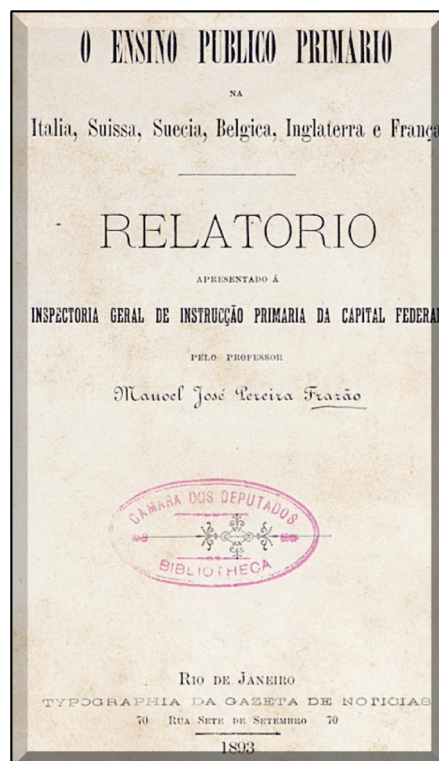 O ENSINO PUBLICO PRIMARIO
NA
Italia, Suissa, Suecia, Belgica, Inglaterra e França
RELATORIO
APRESENTADO Á
INSPECTORIA GERAL DE INSTRUCÇÃO PRIMARIA DA CAPITAL FEDERAL
PELO PROFESSOR
Manoel José Pereira Frazão
CAMARA DOS DEPUTADOS
BIBLIOTHECA
RIO DE JANEIRO
TYPOGRAPHIA DA GAZETA DE NOTICIAS
70 RUA SETE DE SETEMBRO 70
1893